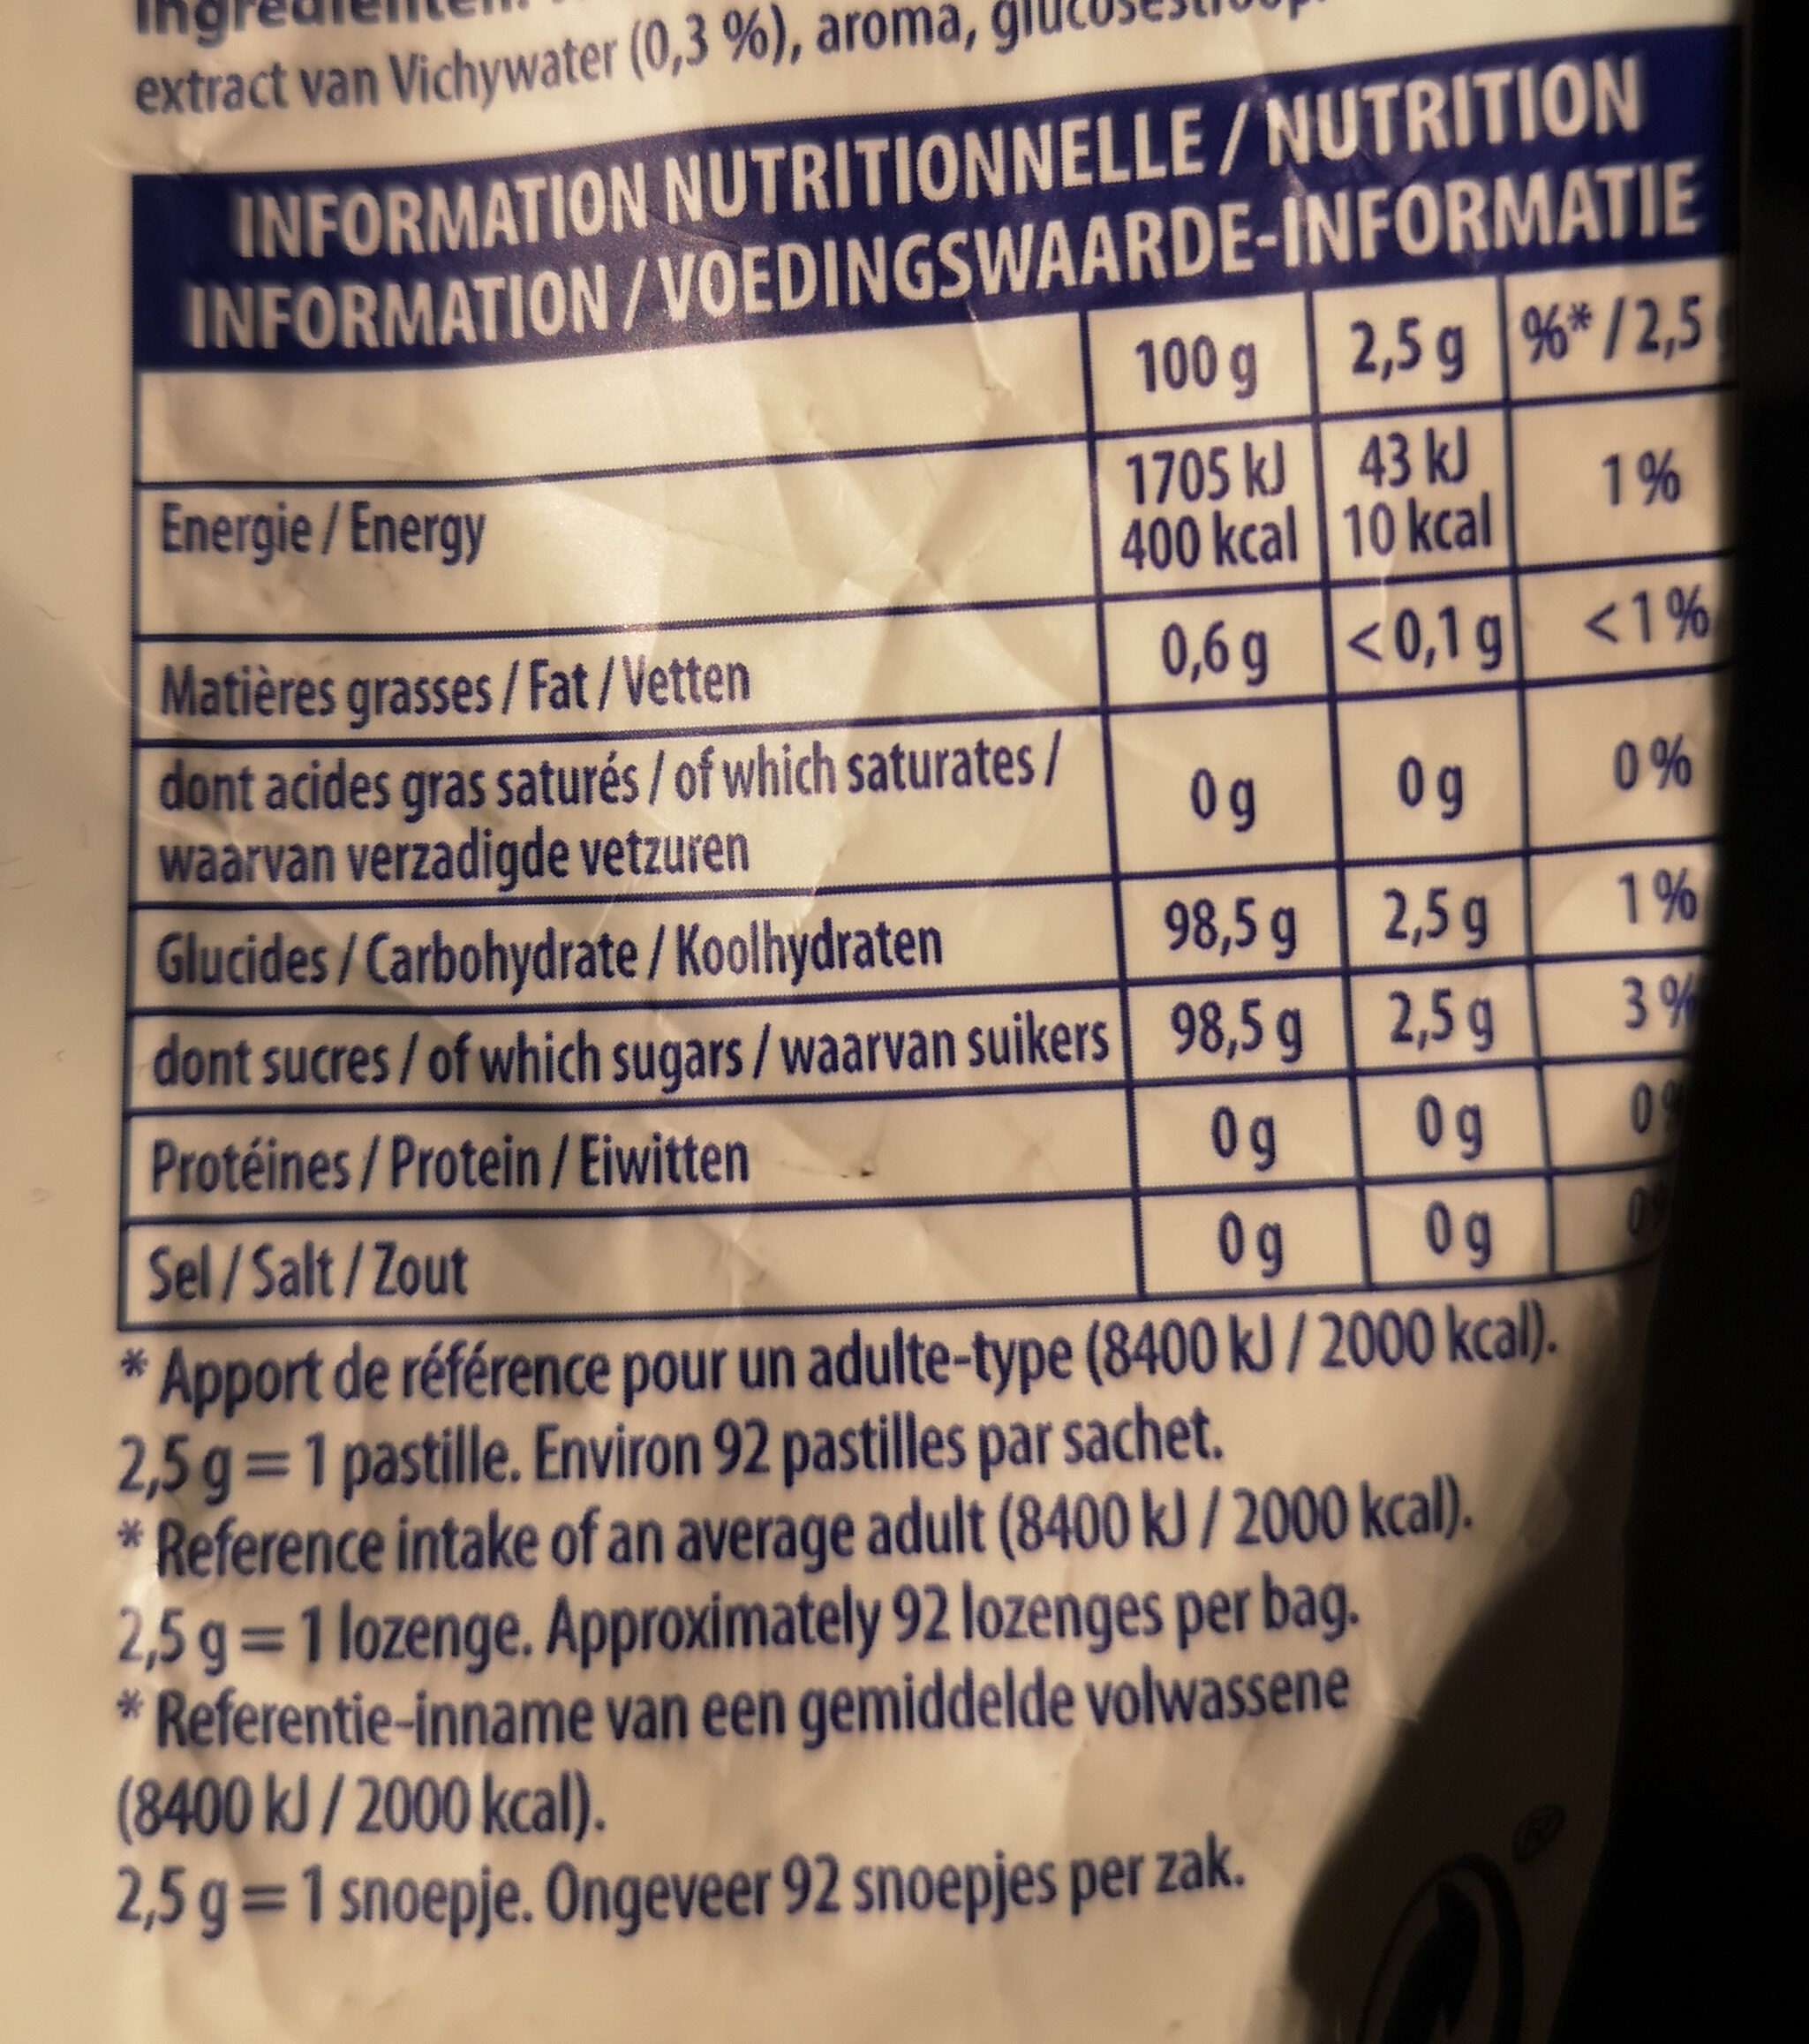 extract van Vichywater (0,3 %), aroma,
INFORMATION NUTRITIONNELLE / NUTRITION
INFORMATION / VOEDINGSWAARDE-INFORMATIE
100 g 2,5 g %* / 2,5
Energie / Energy 1705 kJ 400 kcal 43 kJ 10 kcal 1 %
Matières grasses / Fat / Vetten 0,6 g < 0,1 g < 1 %
dont acides gras saturés / of which saturates /
waarvan verzadigde vetzuren 0 g 0 g 0 %
Glucides / Carbohydrate / Koolhydraten 98,5 g 2,5 g 1 %
dont sucres / of which sugars / waarvan suikers 98,5 g 2,5 g 3 %
Protéines / Protein / Eiwitten 0 g 0 g 0
Sel / Salt / Zout 0 g 0 g 0
* Apport de référence pour un adulte-type (8400 kJ / 2000 kcal).
2,5 g = 1 pastille. Environ 92 pastilles par sachet.
* Reference intake of an average adult (8400 kJ / 2000 kcal).
2,5 g = 1 lozenge. Approximately 92 lozenges per bag.
* Referentie-inname van een gemiddelde volwassene
(8400 kJ / 2000 kcal).
2,5 g = 1 snoepje. Ongeveer 92 snoepjes per zak.
®